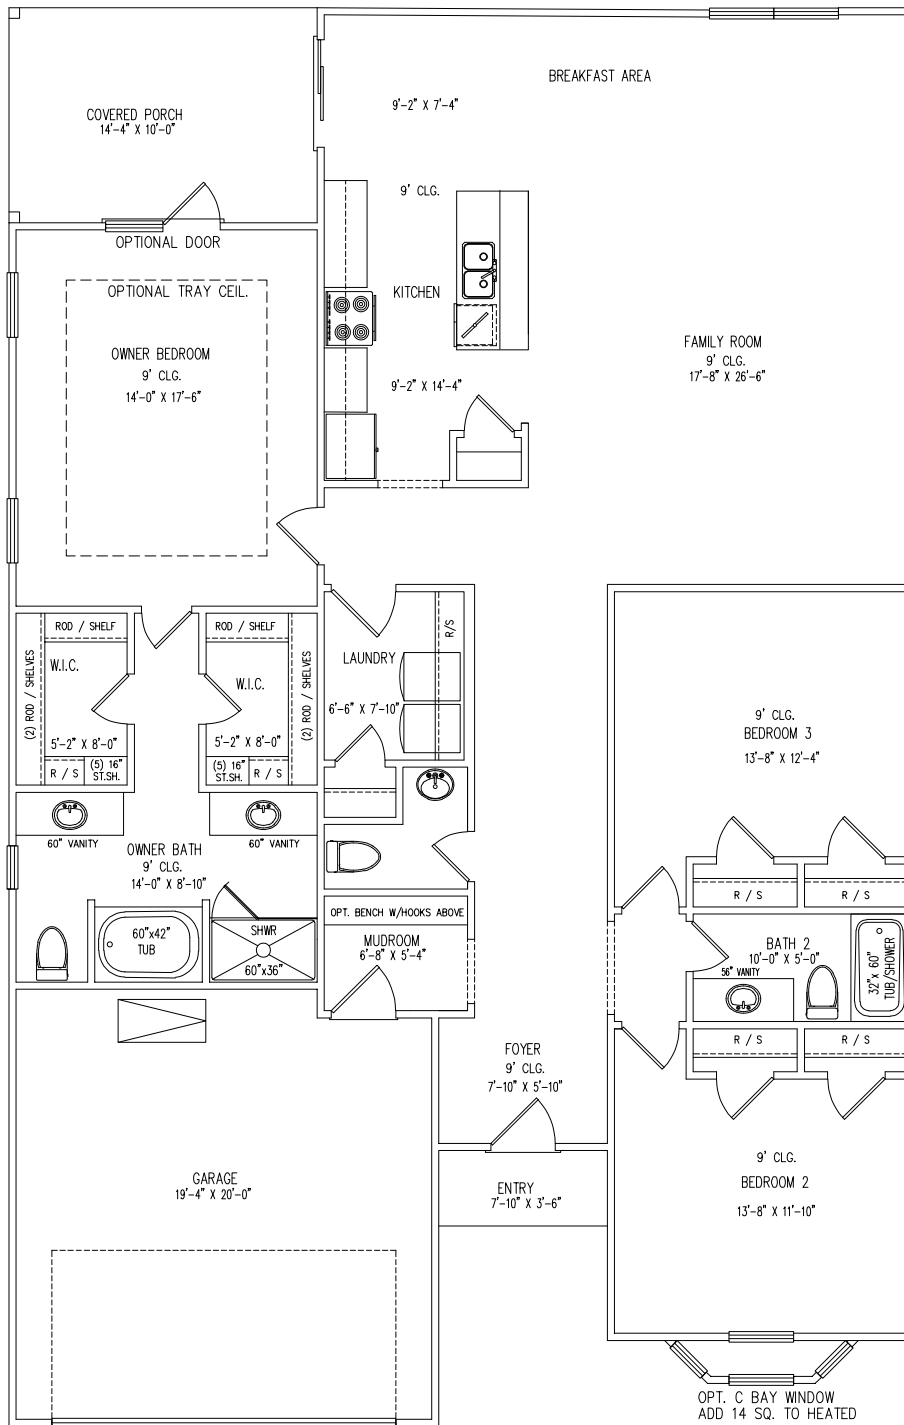 BREAKFAST AREA
9'-2" X 7'-4"
COVERED PORCH
14'-4" X 10'-0"
9' CLG.
OPTIONAL DOOR
OPTIONAL TRAY CEIL.
KITCHEN
OWNER BEDROOM
9' CLG.
14'-0" X 17'-6"
9'-2" X 14'-4"
FAMILY ROOM
9' CLG.
17'-8" X 26'-6"
ROD / SHELF
(2) ROD / SHELVES
W.I.C.
5'-2" X 8'-0"
R / S
(5) 16"
ST.SH.
ROD / SHELF
W.I.C.
(2) ROD / SHELVES
5'-2" X 8'-0"
(5) 16"
ST.SH.
R / S
LAUNDRY
R/S
6'-6" X 7'-10"
9' CLG.
BEDROOM 3
13'-8" X 12'-4"
60" VANITY
60" VANITY
OWNER BATH
9' CLG.
14'-0" X 8'-10"
60"x42"
TUB
SHWR
60"x36"
OPT. BENCH W/HOOKS ABOVE
MUDROOM
6'-8" X 5'-4"
R / S
R / S
BATH 2
10'-0" X 5'-0"
56" VANITY
32"x 60"
TUB/SHOWER
R / S
R / S
FOYER
9' CLG.
7'-10" X 5'-10"
GARAGE
19'-4" X 20'-0"
ENTRY
7'-10" X 3'-6"
9' CLG.
BEDROOM 2
13'-8" X 11'-10"
OPT. C BAY WINDOW
ADD 14 SQ. TO HEATED